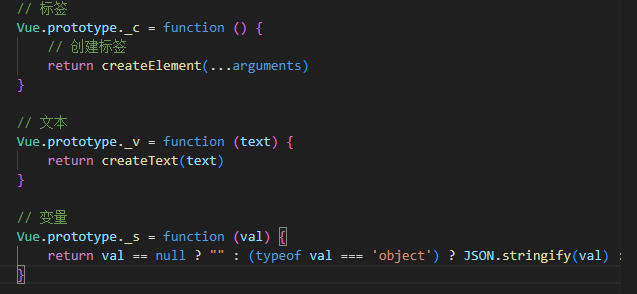 // 标签
Vue.prototype._c = function () {
// 创建标签
return createElement(...arguments)
}
// 文本
Vue.prototype._v = function (text) {
return createText(text)
}
// 变量
Vue.prototype._s = function (val) {
return val == null ? "" : (typeof val === 'object') ? JSON.stringify(val) :
}